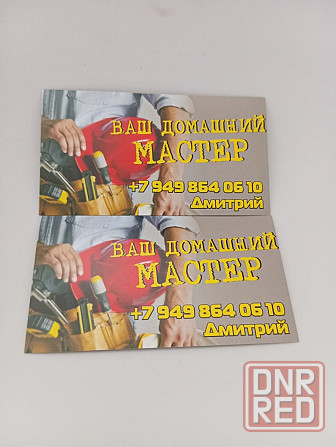 ВАШ ДОМАШНИЙ
МАСТЕР
+7 949 864 06 10
Дмитрий
ВАШ ДОМАШНИЙ
МАСТЕР
+7 949 864 06 10
Дмитрий
DNR
RED